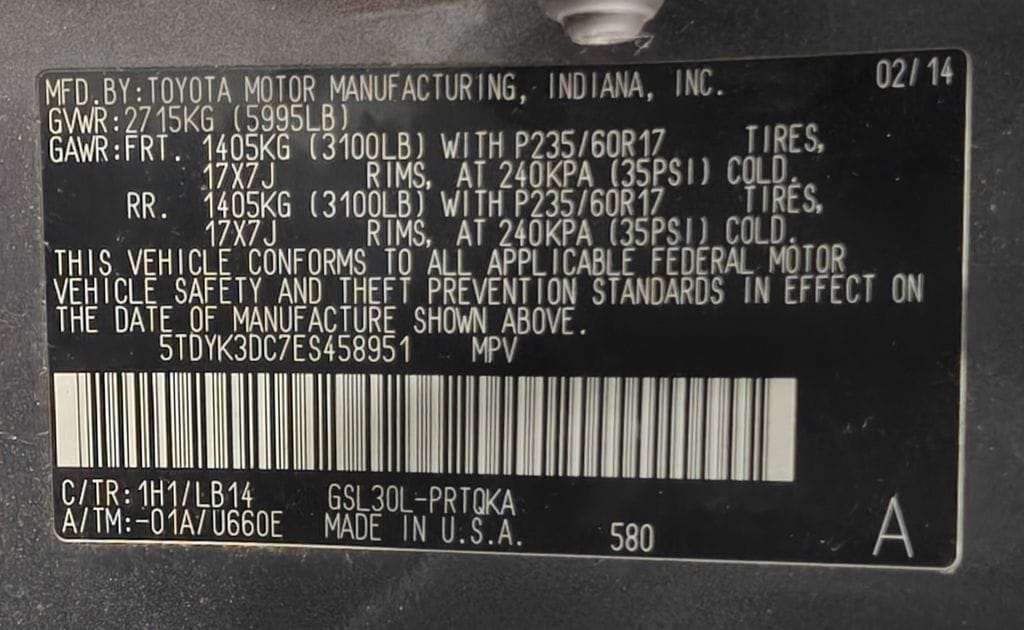 MFD.BY:TOYOTA MOTOR MANUFACTURING, INDIANA, INC. 02/14
GVWR:2715KG (5995LB)
GAWR:FRT. 1405KG (3100LB) WITH P235/60R17 TIRES,
17X7J RIMS, AT 240KPA (35PSI) COLD.
RR. 1405KG (3100LB) WITH P235/60R17 TIRES,
17X7J RIMS, AT 240KPA (35PSI) COLD.
THIS VEHICLE CONFORMS TO ALL APPLICABLE FEDERAL MOTOR
VEHICLE SAFETY AND THEFT PREVENTION STANDARDS IN EFFECT ON
THE DATE OF MANUFACTURE SHOWN ABOVE.
5TDYK3DC7ES458951 MPV
C/TR:1H1/LB14 GSL30L-PRTQKA
A/TM:-01A/U660E MADE IN U.S.A. 580 A